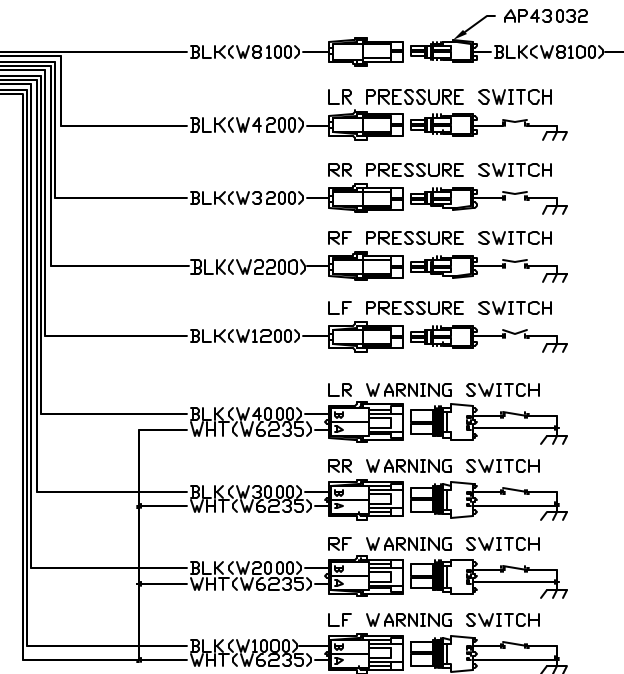 AP43032
BLK(W8100) BLK(W8100)
LR PRESSURE SWITCH
BLK(W4200)
RR PRESSURE SWITCH
BLK(W3200)
RF PRESSURE SWITCH
BLK(W2200)
LF PRESSURE SWITCH
BLK(W1200)
LR WARNING SWITCH
BLK(W4000) B
WHT(W6235) A
RR WARNING SWITCH
BLK(W3000) B
WHT(W6235) A
RF WARNING SWITCH
BLK(W2000) B
WHT(W6235) A
LF WARNING SWITCH
BLK(W1000) B
WHT(W6235) A